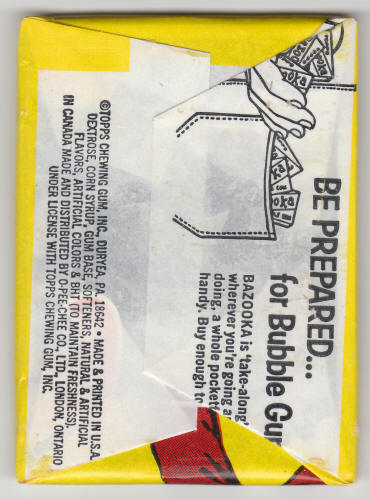 ©TOPPS CHEWING GUM, INC., DURYEA, PA. 18642 • MADE & PRINTED IN U.S.A.
DEXTROSE, CORN SYRUP, GUM BASE, SOFTENERS, NATURAL & ARTIFICIAL
FLAVORS, ARTIFICIAL COLORS & BHT (TO MAINTAIN FRESHNESS).
IN CANADA MADE AND DISTRIBUTED BY O-PEE-CHEE CO. LTD., LONDON, ONTARIO
UNDER LICENSE WITH TOPPS CHEWING GUM, INC.
BE PREPARED...
for Bubble Gu
BAZOOKA is 'take-along'
wherever you're going a
doing, a whole pocketf
handy. Buy enough to